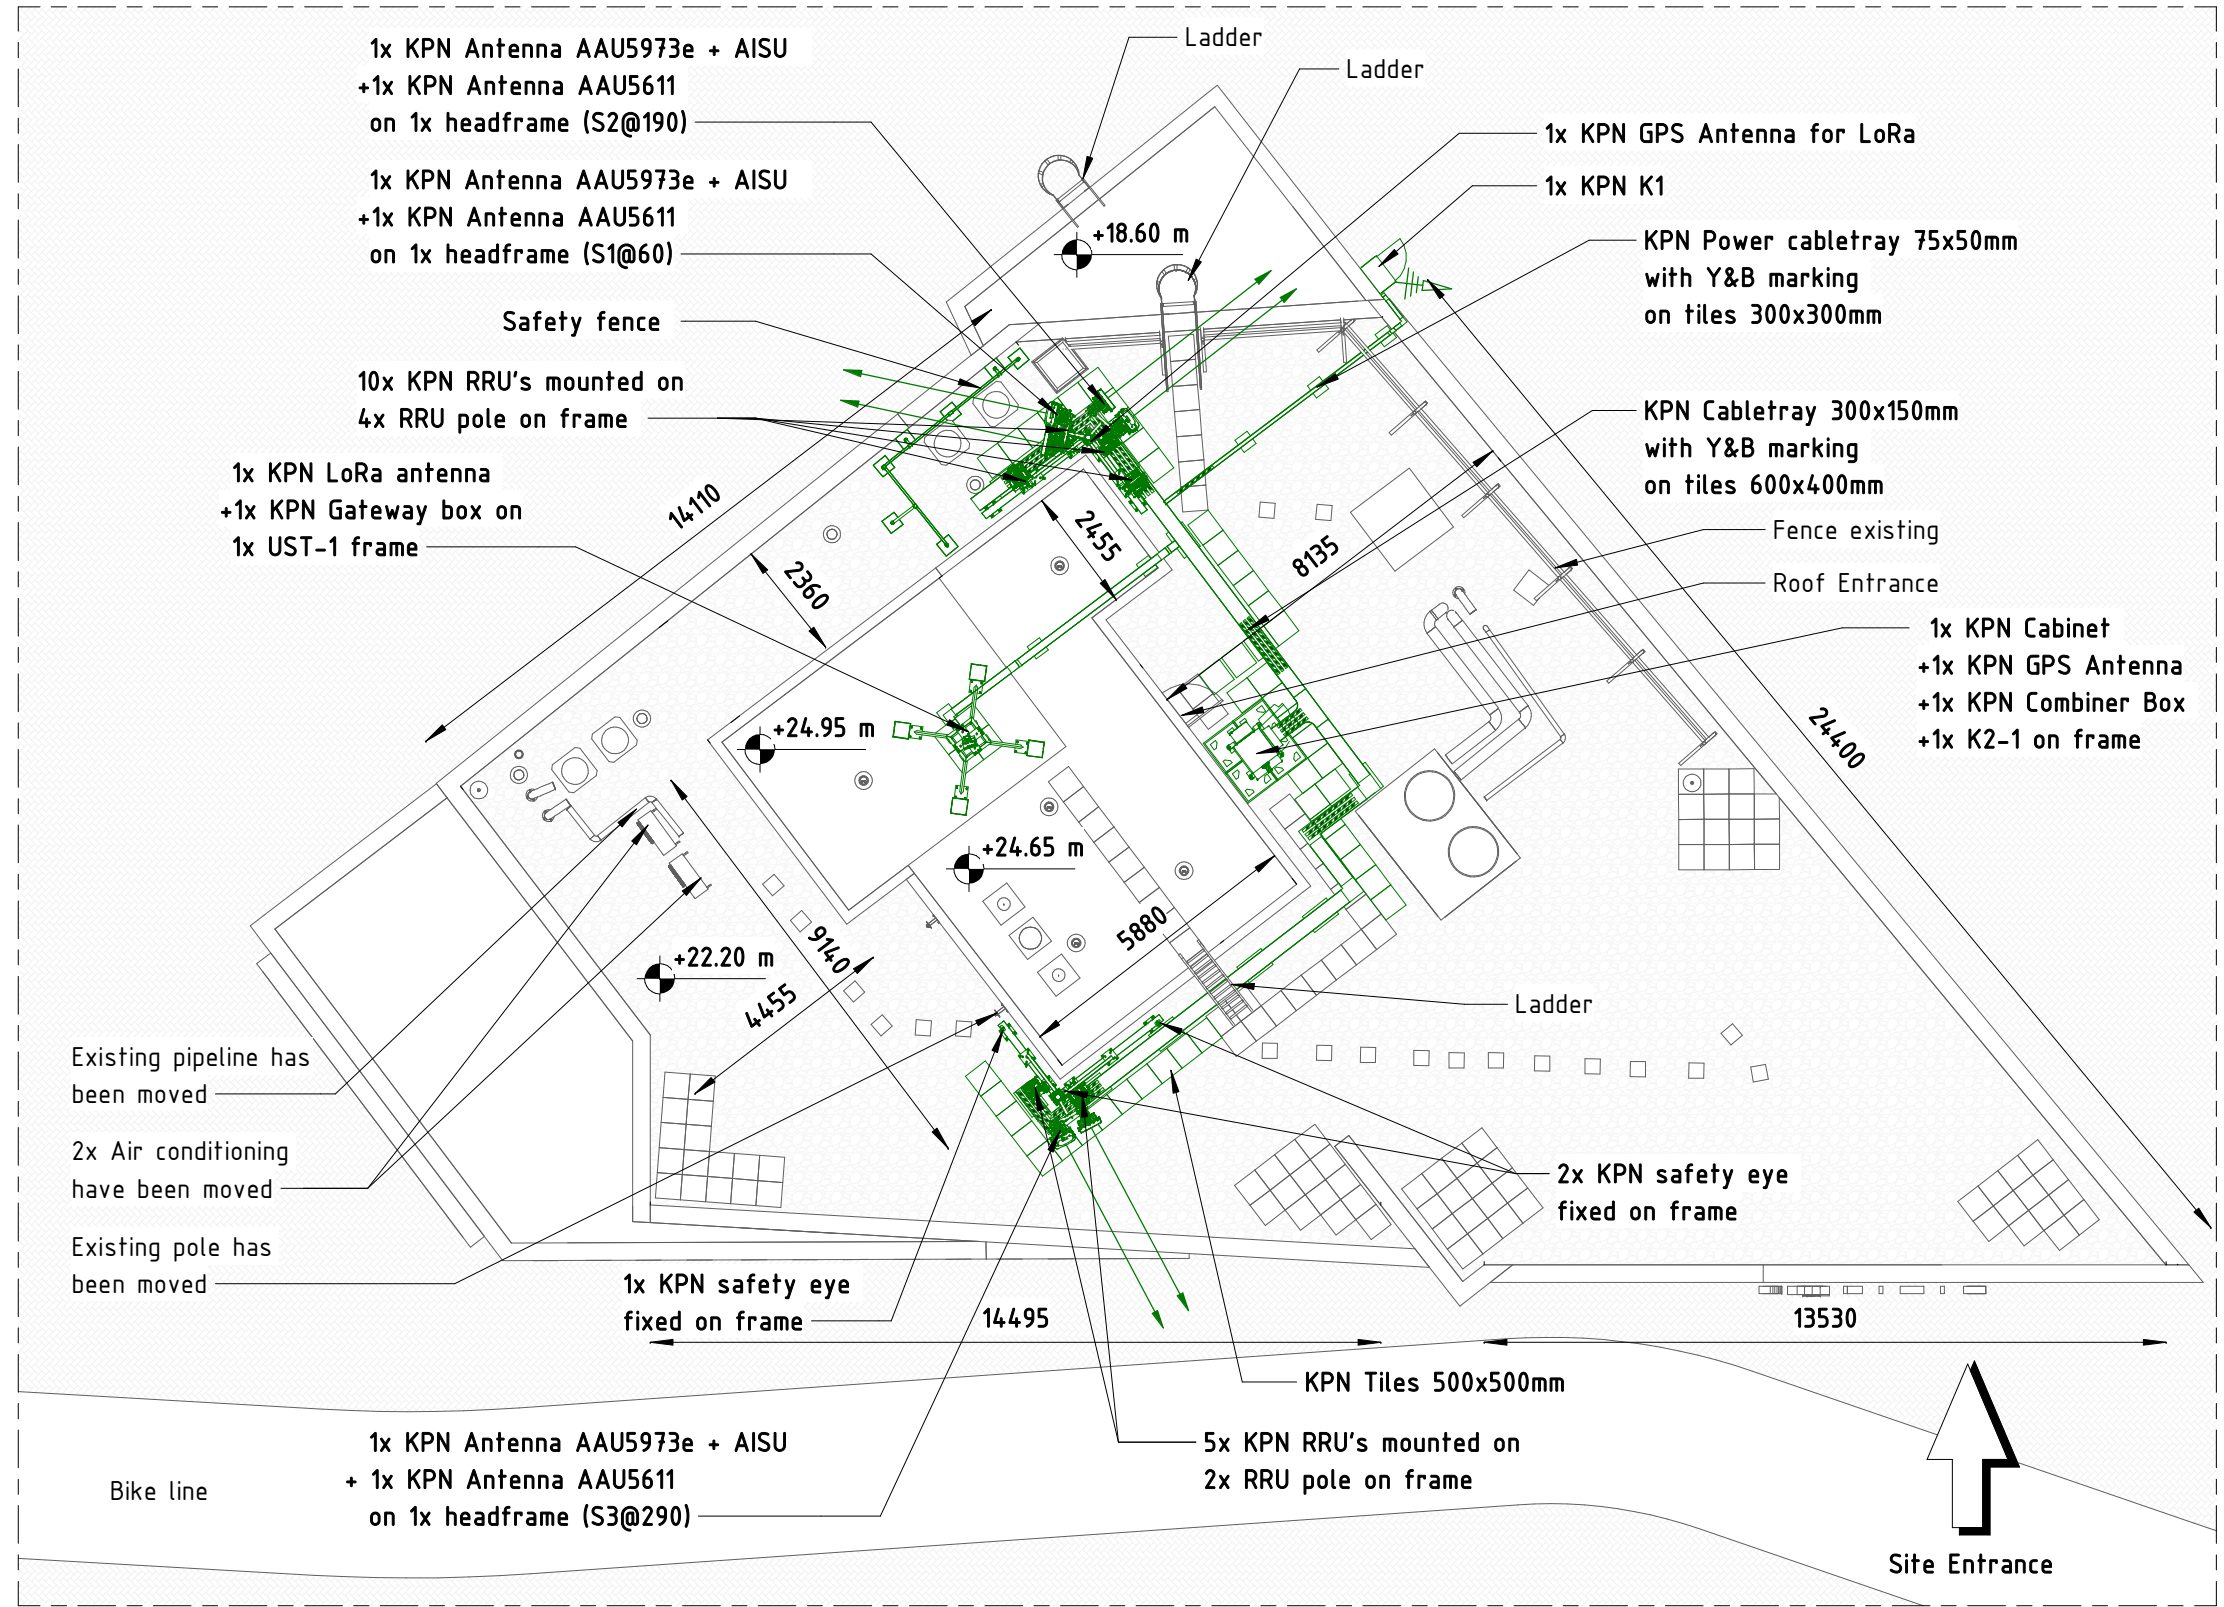 1x KPN Antenna AAU5973e + AISU
+1x KPN Antenna AAU5611
on 1x headframe (S2@190)
1x KPN Antenna AAU5973e + AISU
+1x KPN Antenna AAU5611
on 1x headframe (S1@60)
Safety fence
10x KPN RRU's mounted on
4x RRU pole on frame
1x KPN LoRa antenna
+1x KPN Gateway box on
1x UST-1 frame
Ladder
Ladder
1x KPN GPS Antenna for LoRa
1x KPN K1
KPN Power cabletray 75x50mm
with Y&B marking
on tiles 300x300mm
KPN Cabletray 300x150mm
with Y&B marking
on tiles 600x400mm
Fence existing
Roof Entrance
1x KPN Cabinet
+1x KPN GPS Antenna
+1x KPN Combiner Box
+1x K2-1 on frame
+18.60 m
14110
2360
2455
8135
24400
+24.95 m
+24.65 m
5880
9140
+22.20 m
4455
Ladder
Existing pipeline has
been moved
2x Air conditioning
have been moved
Existing pole has
been moved
2x KPN safety eye
fixed on frame
1x KPN safety eye
fixed on frame
14495
13530
KPN Tiles 500x500mm
5x KPN RRU's mounted on
2x RRU pole on frame
1x KPN Antenna AAU5973e + AISU
+ 1x KPN Antenna AAU5611
on 1x headframe (S3@290)
Bike line
Site Entrance